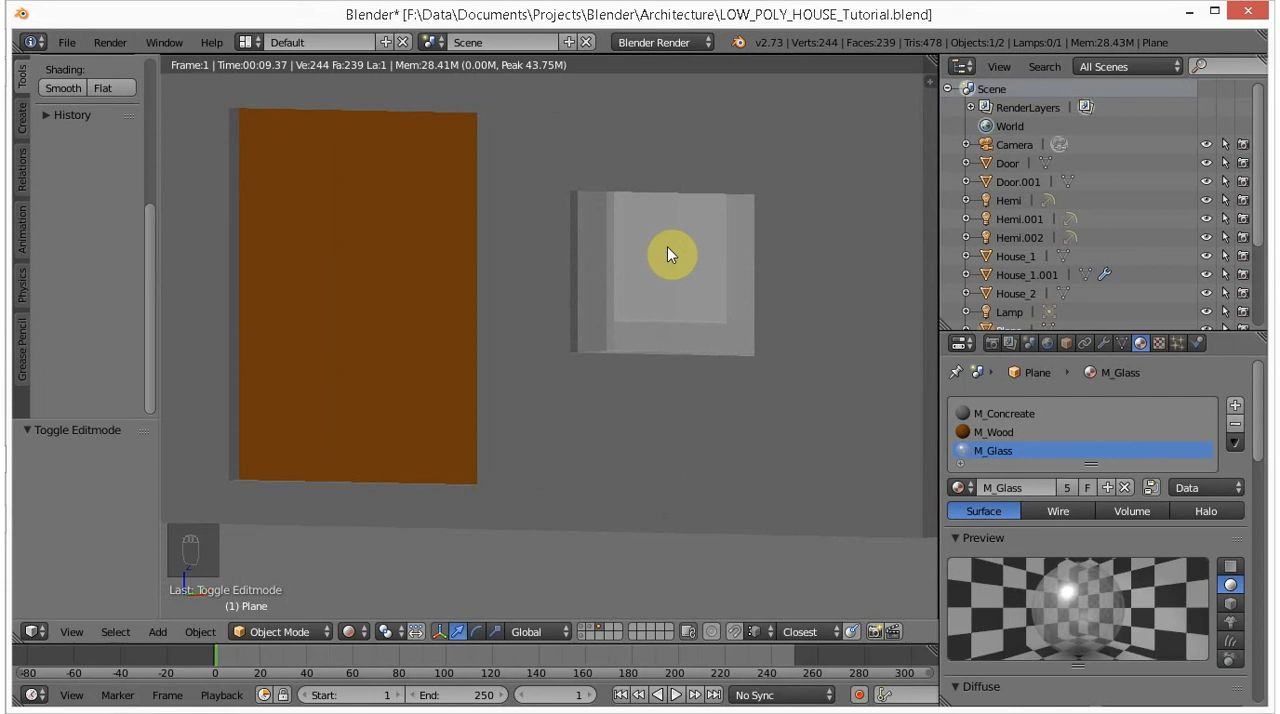 Blender* [F:\Data\Documents\Projects\Blender\Architecture\LOW_POLY_HOUSE_Tutorial.blend]
File Render Window Help Default Scene Blender Render v2.73 | Verts:244 | Faces:239 | Tris:478 | Objects:1/2 | Lamps:0/1 | Mem:28.43M | Plane
Frame:1 | Time:00:09.37 | Ve:244 Fa:239 La:1 | Mem:28.41M (0.00M, Peak 43.75M)
Tools
Create
Relations
Animation
Physics
Grease Pencil
Shading:
Smooth Flat
History
Toggle Editmode
Last: Toggle Editmode
(1) Plane
View Search All Scenes
Scene
RenderLayers |
World
Camera |
Door |
Door.001 |
Hemi |
Hemi.001 |
Hemi.002 |
House_1 |
House_1.001 |
House_2 |
Lamp |
Plane M_Glass
M_Concreate
M_Wood
M_Glass
M_Glass 5 F Data
Surface Wire Volume Halo
Preview
Diffuse
View Select Add Object Object Mode Global Closest
-80 -60 -40 -20 0 20 40 60 80 100 120 140 160 180 200 220 240 260 280 300
View Marker Frame Playback Start: 1 End: 250 1 No Sync